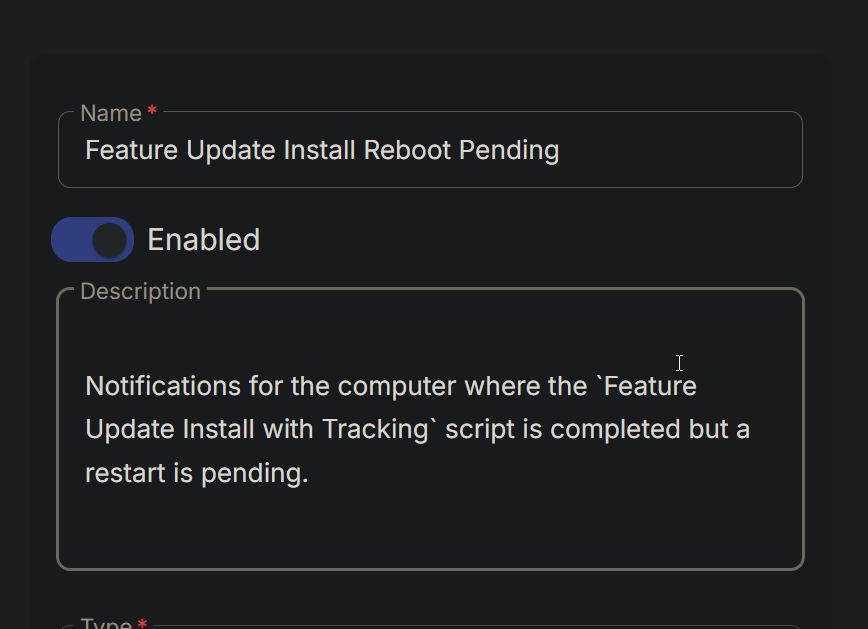 Name *
Feature Update Install Reboot Pending
Enabled
Description
Notifications for the computer where the `Feature
Update Install with Tracking` script is completed but a
restart is pending.
Type *